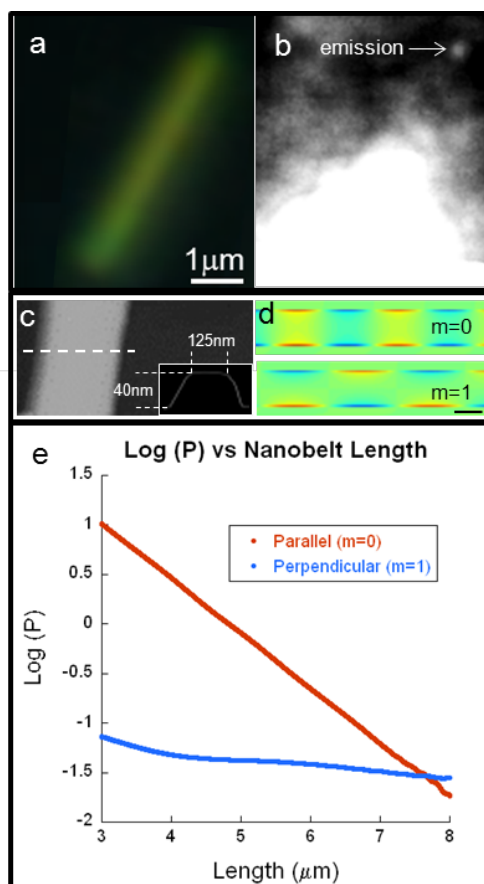 a
b
emission
1μm
c
125nm
40nm
d
m=0
m=1
e
Log (P) vs Nanobelt Length
Parallel (m=0)
Perpendicular (m=1)
Log (P)
1.5
1
0.5
0
-0.5
-1
-1.5
-2
3 4 5 6 7 8
Length (μm)